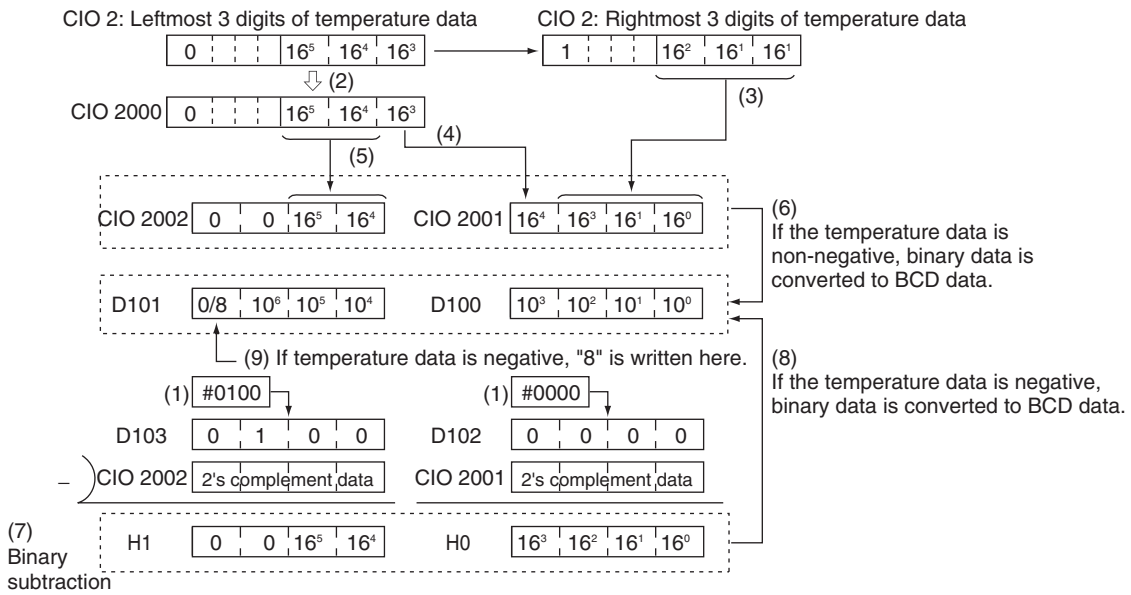 CIO 2: Leftmost 3 digits of temperature data
CIO 2: Rightmost 3 digits of temperature data
0 16⁵ 16⁴ 16³
1 16² 16¹ 16¹
(2)
(3)
CIO 2000 0 16⁵ 16⁴ 16³
(4)
(5)
CIO 2002 0 0 16⁵ 16⁴
CIO 2001 16⁴ 16³ 16¹ 16⁰
(6)
If the temperature data is
non-negative, binary data is
converted to BCD data.
D101 0/8 10⁶ 10⁵ 10⁴
D100 10³ 10² 10¹ 10⁰
(9) If temperature data is negative, "8" is written here.
(8)
If the temperature data is negative,
binary data is converted to BCD data.
(1) #0100
(1) #0000
D103 0 1 0 0
D102 0 0 0 0
– CIO 2002 2's complement data
CIO 2001 2's complement data
(7)
Binary
subtraction
H1 0 0 16⁵ 16⁴
H0 16³ 16² 16¹ 16⁰